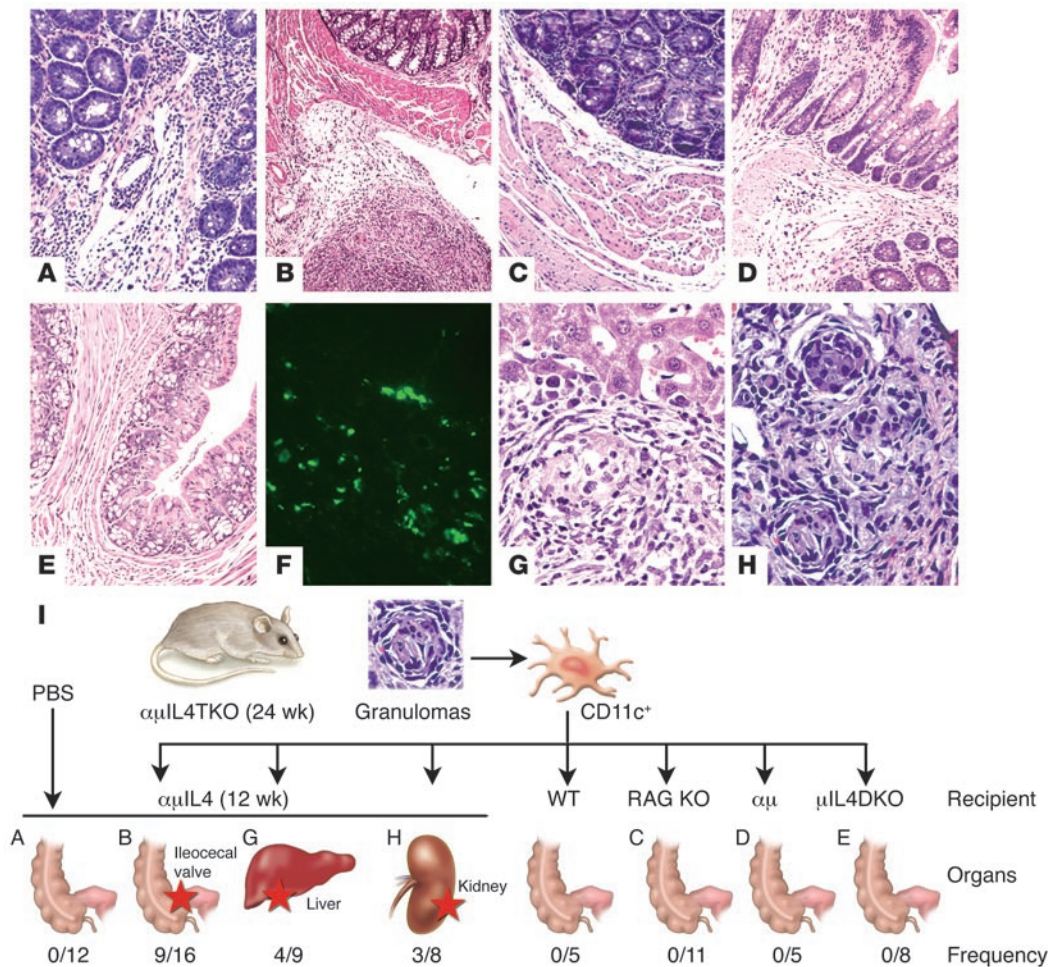 A B C D
E F G H
I
PBS
αμIL4TKO (24 wk) Granulomas CD11c⁺
αμIL4 (12 wk) WT RAG KO αμ μIL4DKO Recipient
A B G H C D E
Ileocecal
valve
Liver
Kidney
Organs
0/12 9/16 4/9 3/8 0/5 0/11 0/5 0/8 Frequency